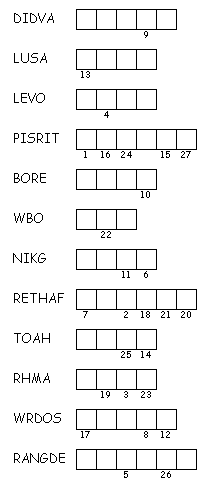 DIDVA
9
LUSA
13
LEVO
4
PISRIT
1 16 24 15 27
BORE
10
WBO
22
NIKG
11 6
RETHAF
7 2 18 21 20
TOAH
25 14
RHMA
19 3 23
WRDOS
17 8 12
RANGDE
5 26